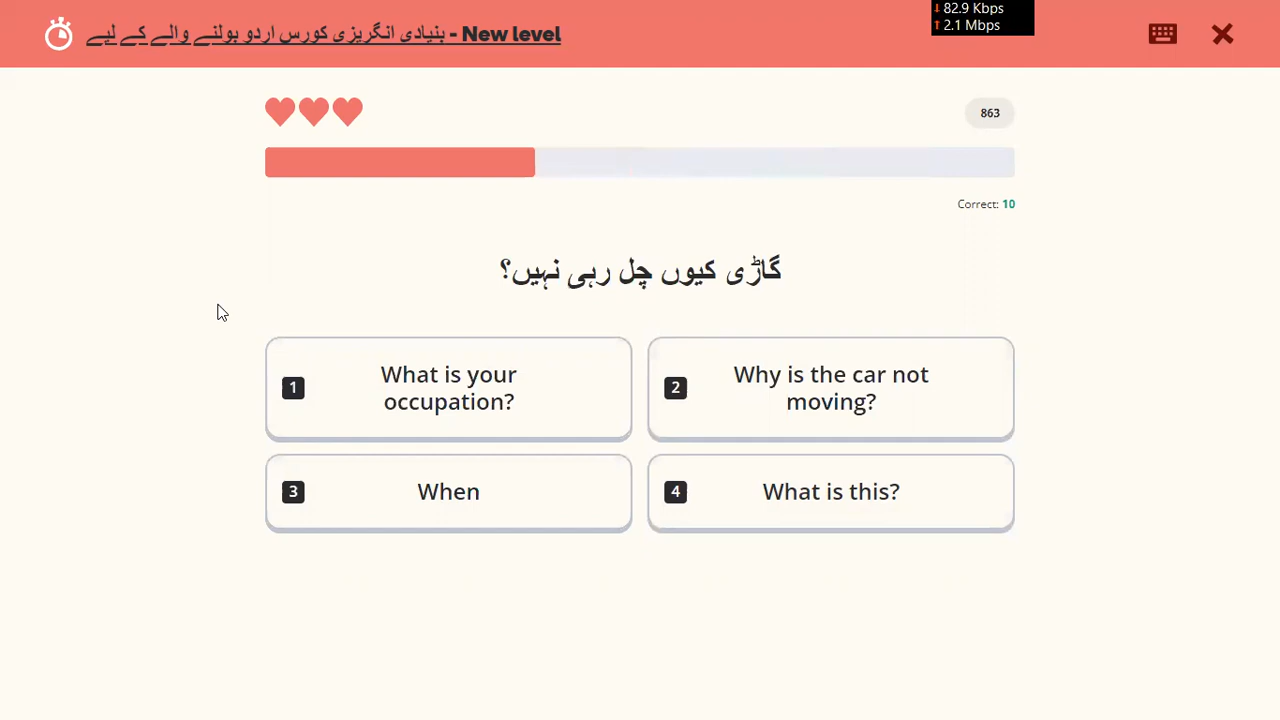 بنیادی انگریزی کورس اردو بولنے والے کے لیے - New level
↓ 82.9 Kbps
↑ 2.1 Mbps
863
Correct: 10
گاڑی کیوں چل رہی نہیں؟
1 What is your
occupation?
2 Why is the car not
moving?
3 When
4 What is this?